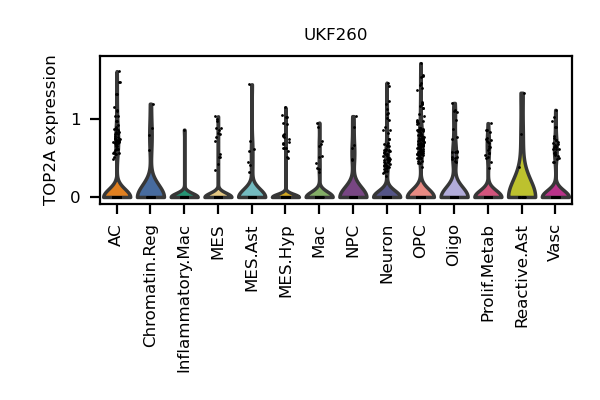 UKF260
TOP2A expression
1
0
AC
Chromatin.Reg
Inflammatory.Mac
MES
MES.Ast
MES.Hyp
Mac
NPC
Neuron
OPC
Oligo
Prolif.Metab
Reactive.Ast
Vasc